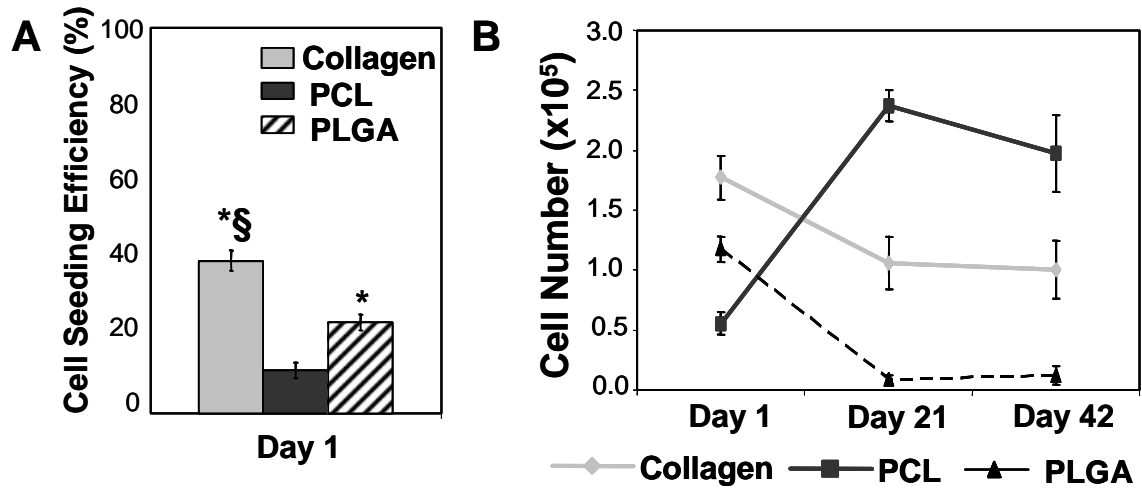 A
Cell Seeding Efficiency (%)
100
80
60
40
20
0
Collagen
PCL
PLGA
*§
*
Day 1
B
Cell Number (x10⁵)
3.0
2.5
2.0
1.5
1.0
0.5
0.0
Day 1 Day 21 Day 42
Collagen PCL PLGA